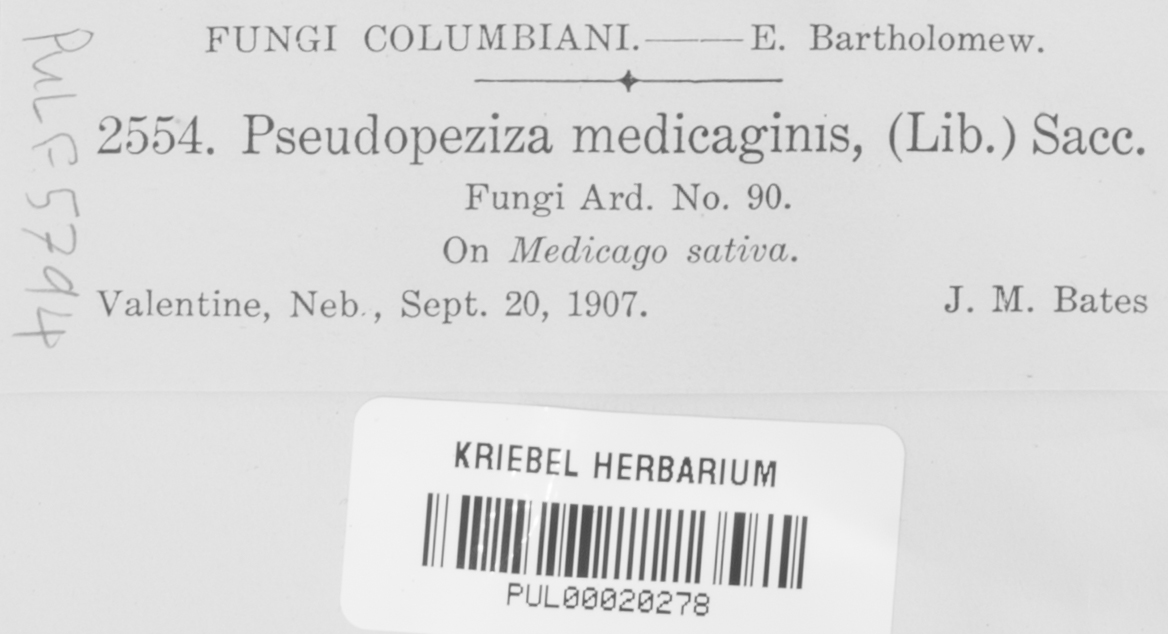 FUNGI COLUMBIANI.——E. Bartholomew.
2554. Pseudopeziza medicaginis, (Lib.) Sacc.
Fungi Ard. No. 90.
On Medicago sativa.
Valentine, Neb., Sept. 20, 1907. J. M. Bates
PUL F5794
KRIEBEL HERBARIUM
PUL00020278